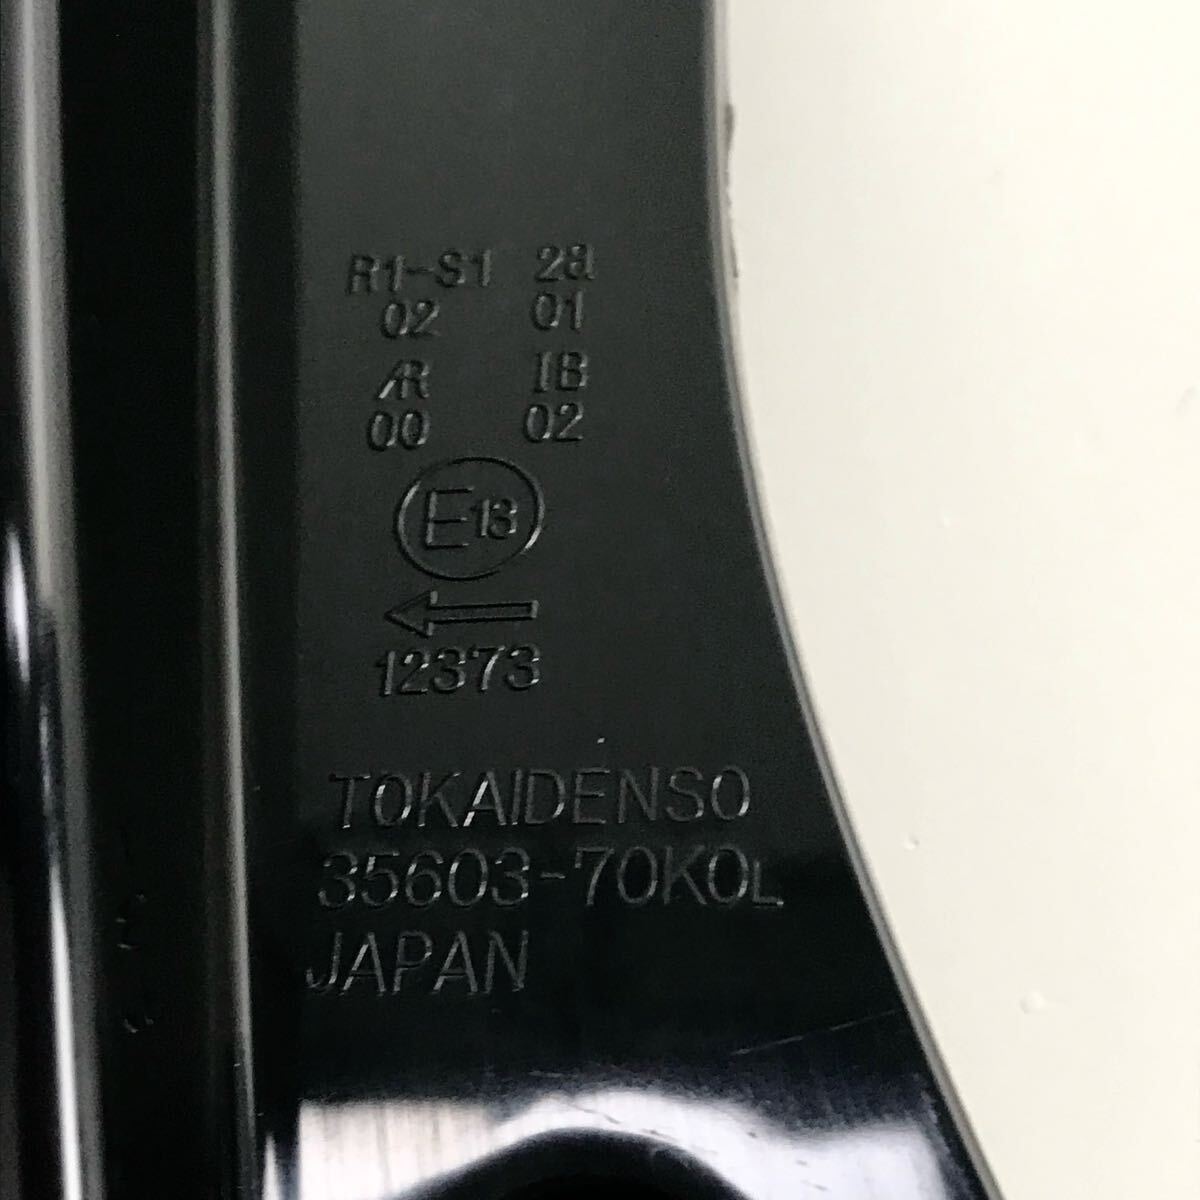 R1-S1 2a
02 01
AR IB
00 02
E13
12373
TOKAIDENSO
35603-70K0L
JAPAN